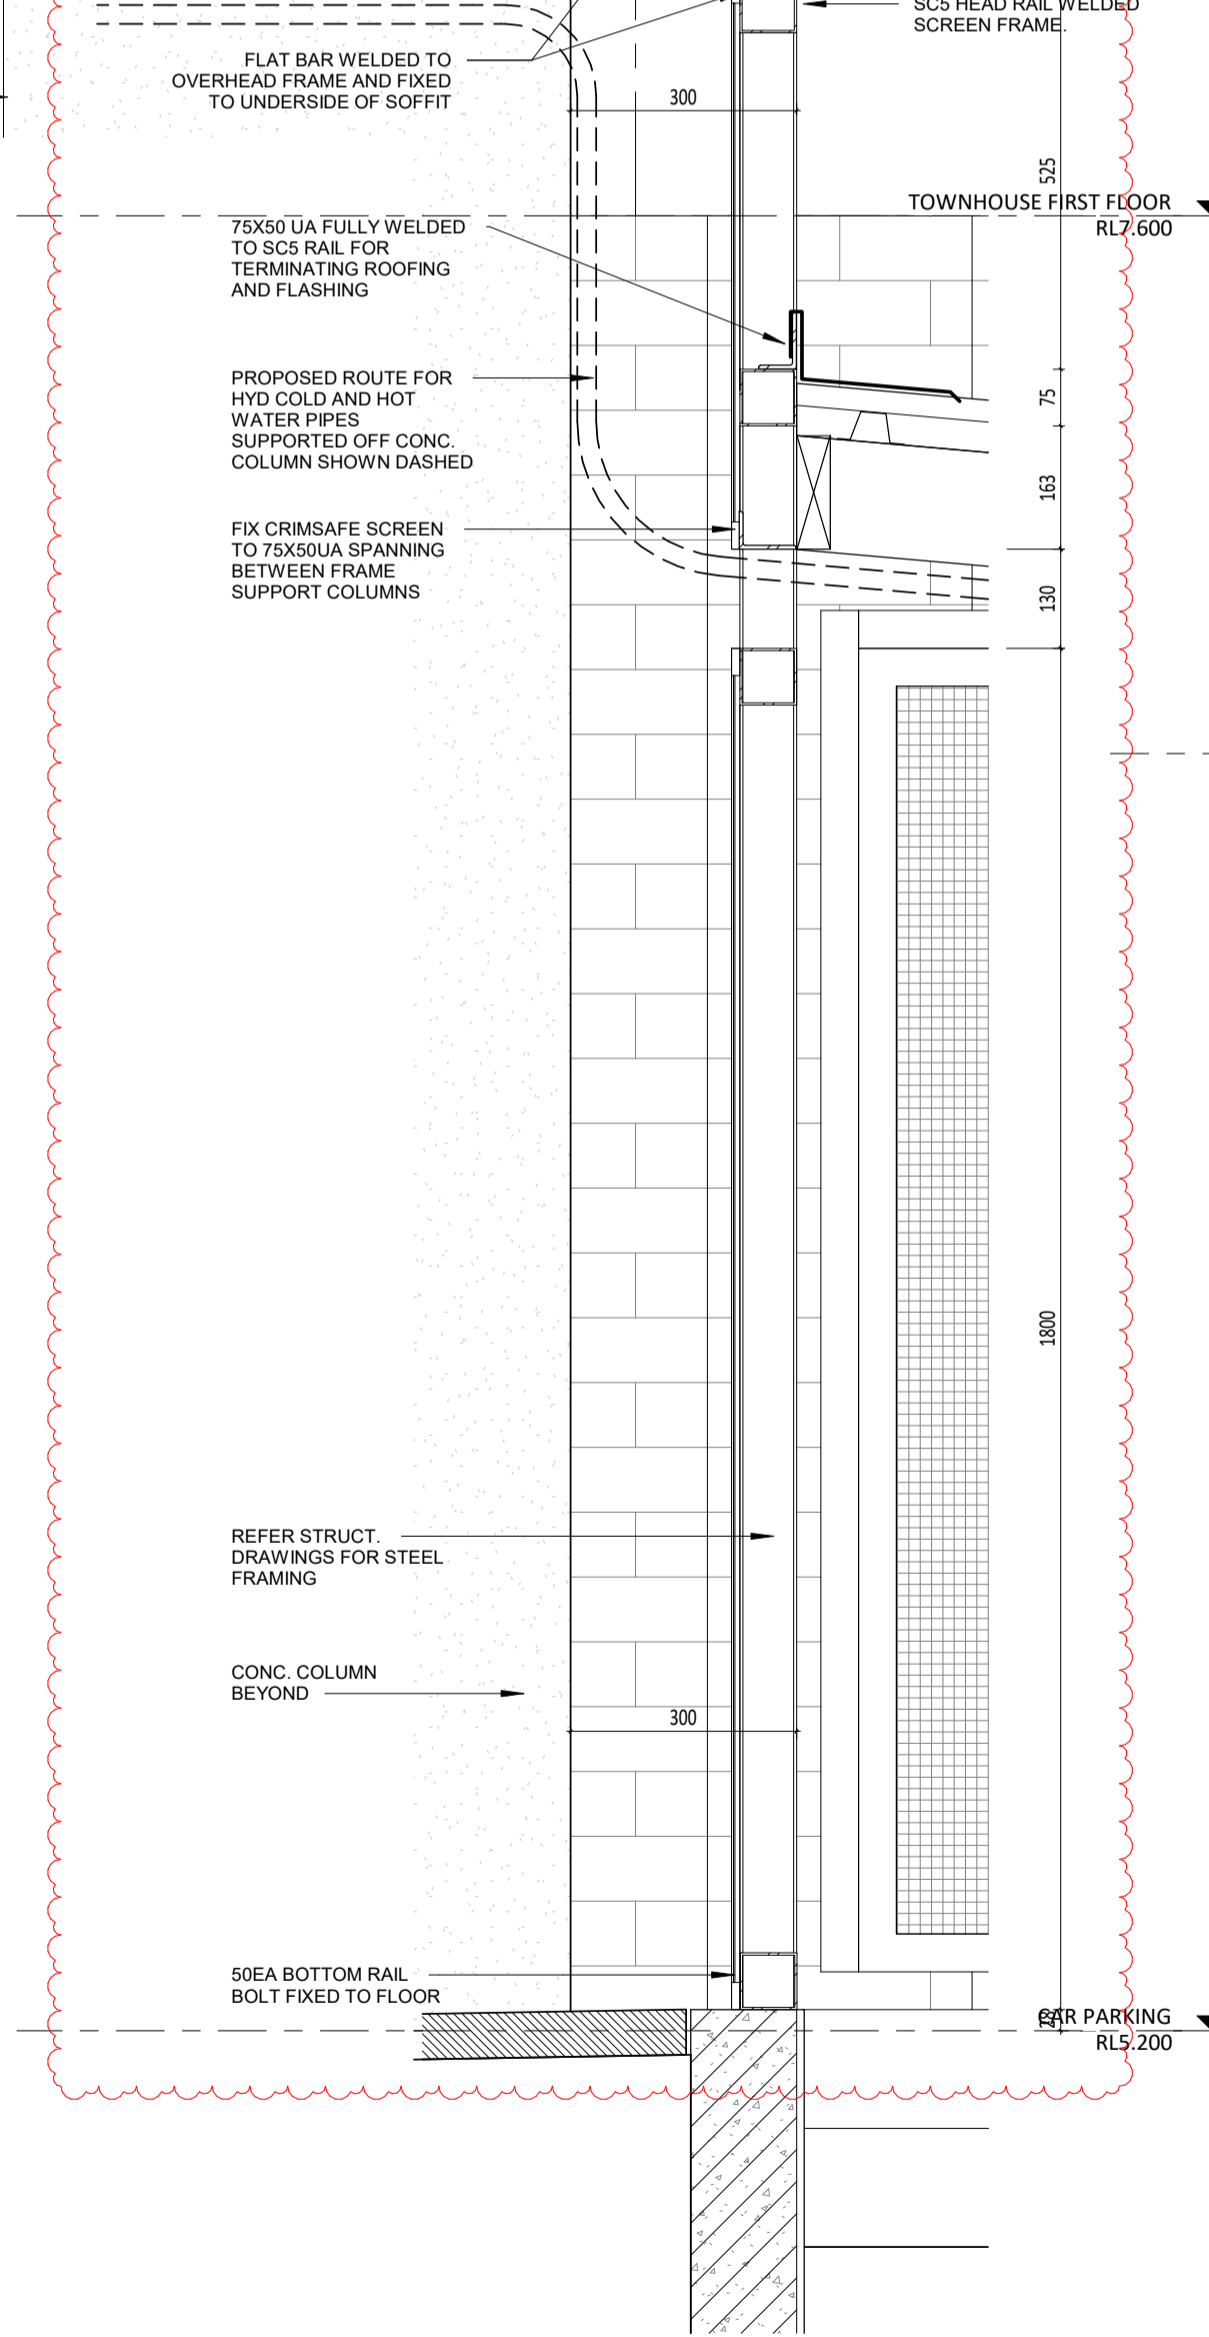 SC5 HEAD RAIL WELDED
SCREEN FRAME.
FLAT BAR WELDED TO
OVERHEAD FRAME AND FIXED
TO UNDERSIDE OF SOFFIT
300
525
TOWNHOUSE FIRST FLOOR
RL7.600
75X50 UA FULLY WELDED
TO SC5 RAIL FOR
TERMINATING ROOFING
AND FLASHING
PROPOSED ROUTE FOR
HYD COLD AND HOT
WATER PIPES
SUPPORTED OFF CONC.
COLUMN SHOWN DASHED
75
163
FIX CRIMSAFE SCREEN
TO 75X50UA SPANNING
BETWEEN FRAME
SUPPORT COLUMNS
130
1800
REFER STRUCT.
DRAWINGS FOR STEEL
FRAMING
CONC. COLUMN
BEYOND
300
50EA BOTTOM RAIL
BOLT FIXED TO FLOOR
CAR PARKING
RL5.200